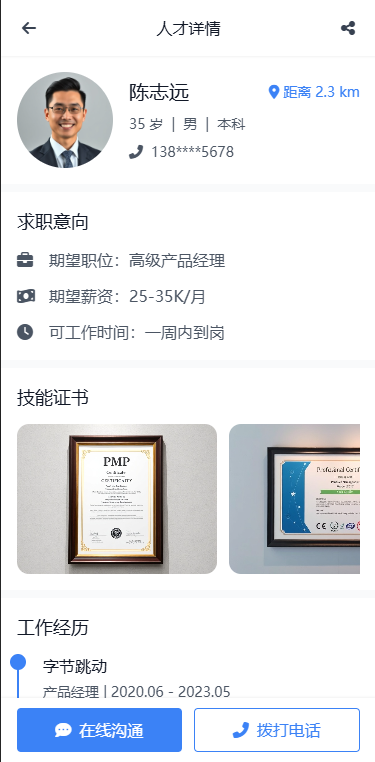 人才详情
陈志远
距离 2.3 km
35 岁 | 男 | 本科
138****5678
求职意向
期望职位：高级产品经理
期望薪资：25-35K/月
可工作时间：一周内到岗
技能证书
PMP
CERTIFICAITY
Professional Certifi
工作经历
字节跳动
产品经理 | 2020.06 - 2023.05
在线沟通
拨打电话